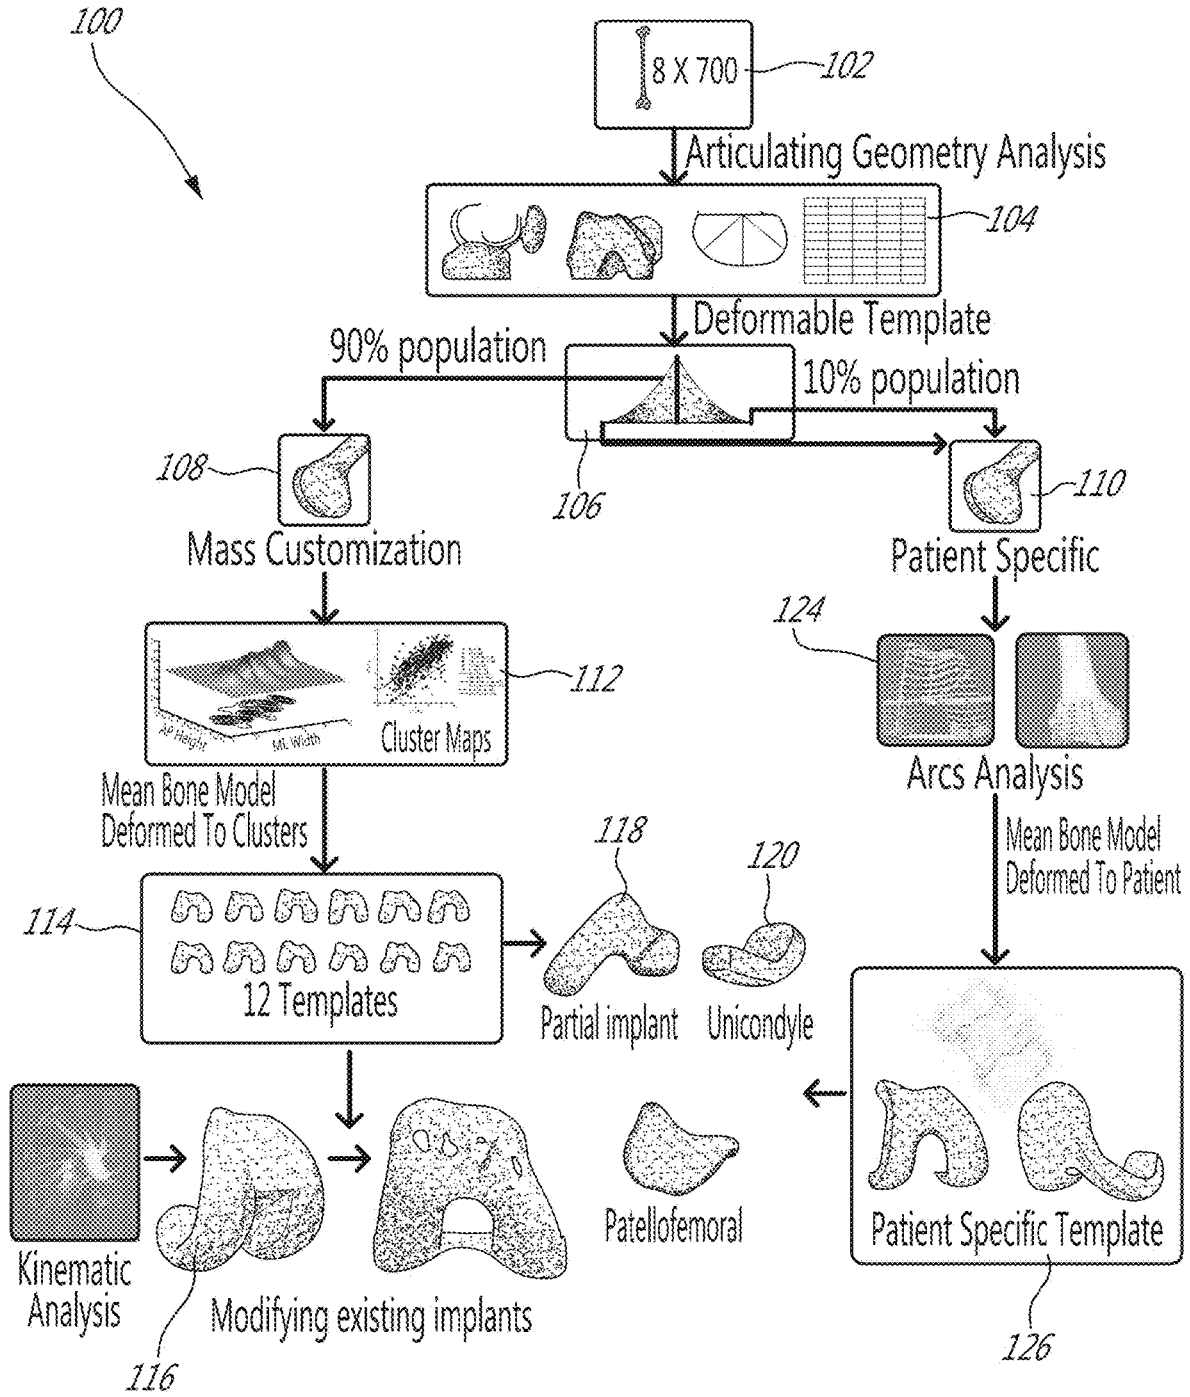 100
8 X 700
102
Articulating Geometry Analysis
104
Deformable Template
90% population
10% population
106
108
110
Mass Customization
Patient Specific
124
112
AP Height
ML Width
Cluster Maps
Arcs Analysis
Mean Bone Model
Deformed To Clusters
Mean Bone Model
Deformed To Patient
118
120
114
12 Templates
Partial implant
Unicondyle
Patellofemoral
Patient Specific Template
Kinematic
Analysis
Modifying existing implants
116
126